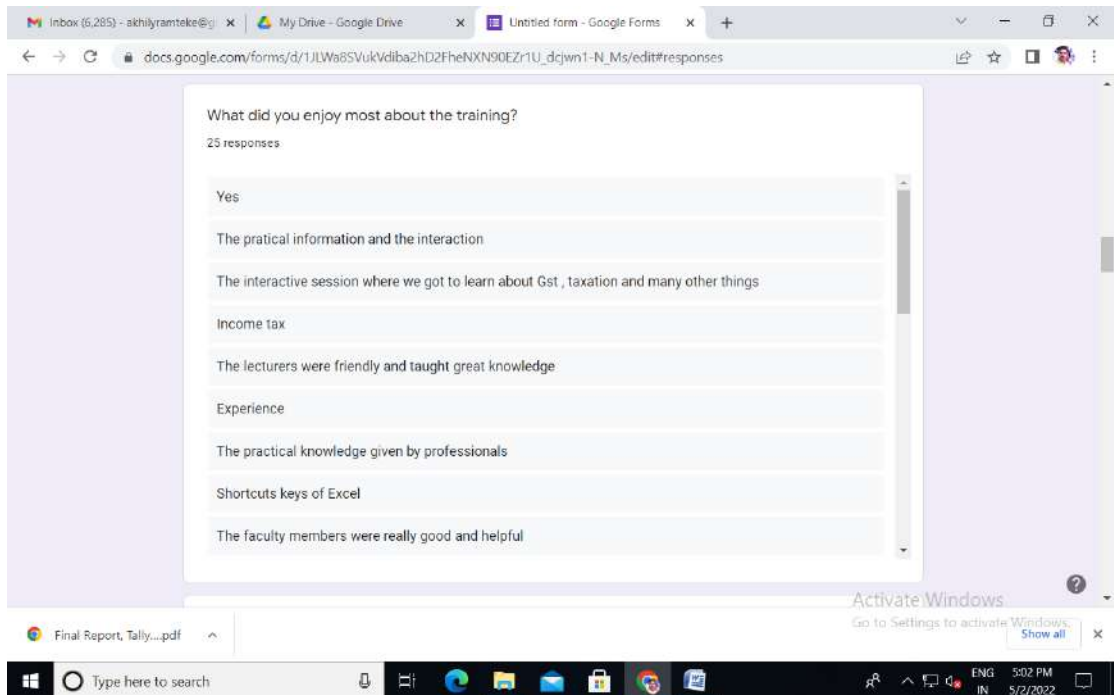 Inbox (6,285) - akhilyramteke@g
My Drive - Google Drive
Untitled form - Google Forms
docs.google.com/forms/d/1JLWa8SVukVdiba2hD2FheNXN90EZr1U_dcjwn1-N_Ms/edit#responses
What did you enjoy most about the training?
25 responses
Yes
The pratical information and the interaction
The interactive session where we got to learn about Gst , taxation and many other things
Income tax
The lecturers were friendly and taught great knowledge
Experience
The practical knowledge given by professionals
Shortcuts keys of Excel
The faculty members were really good and helpful
Activate Windows
Go to Settings to activate Windows.
Final Report, Tally....pdf
Show all
Type here to search
ENG
IN
5:02 PM
5/2/2022